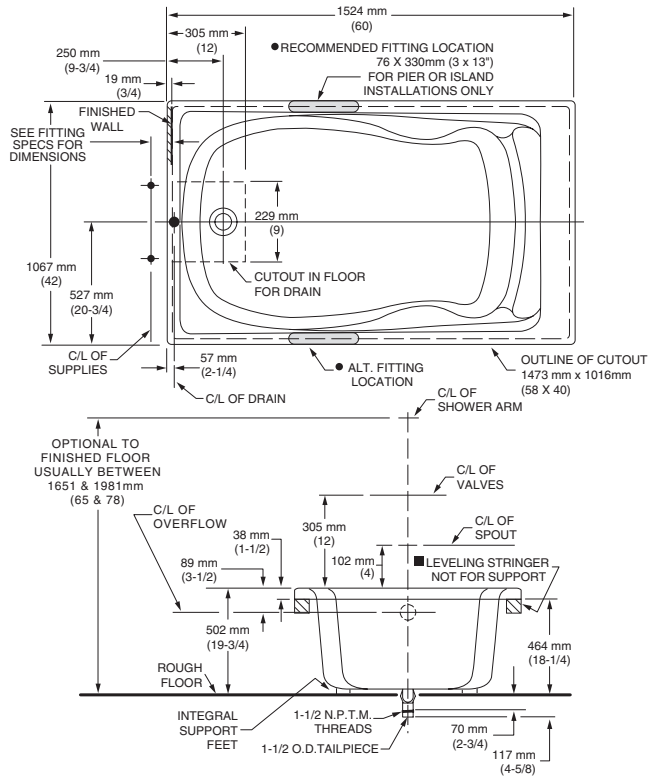 1524 mm
(60)
305 mm
(12)
250 mm
(9-3/4)
19 mm
(3/4)
● RECOMMENDED FITTING LOCATION
76 X 330mm (3 x 13")
FOR PIER OR ISLAND
INSTALLATIONS ONLY
FINISHED
WALL
SEE FITTING
SPECS FOR
DIMENSIONS
229 mm
(9)
CUTOUT IN FLOOR
FOR DRAIN
1067 mm
(42)
527 mm
(20-3/4)
C/L OF
SUPPLIES
57 mm
(2-1/4)
C/L OF DRAIN
● ALT. FITTING
LOCATION
OUTLINE OF CUTOUT
1473 mm x 1016mm
(58 X 40)
C/L OF
SHOWER ARM
OPTIONAL TO
FINISHED FLOOR
USUALLY BETWEEN
1651 & 1981mm
(65 & 78)
C/L OF
VALVES
C/L OF
OVERFLOW
305 mm
(12)
C/L OF
SPOUT
38 mm
(1-1/2)
102 mm
(4)
89 mm
(3-1/2)
■ LEVELING STRINGER
NOT FOR SUPPORT
502 mm
(19-3/4)
464 mm
(18-1/4)
ROUGH
FLOOR
INTEGRAL
SUPPORT
FEET
1-1/2 N.P.T.M.
THREADS
1-1/2 O.D.TAILPIECE
70 mm
(2-3/4)
117 mm
(4-5/8)